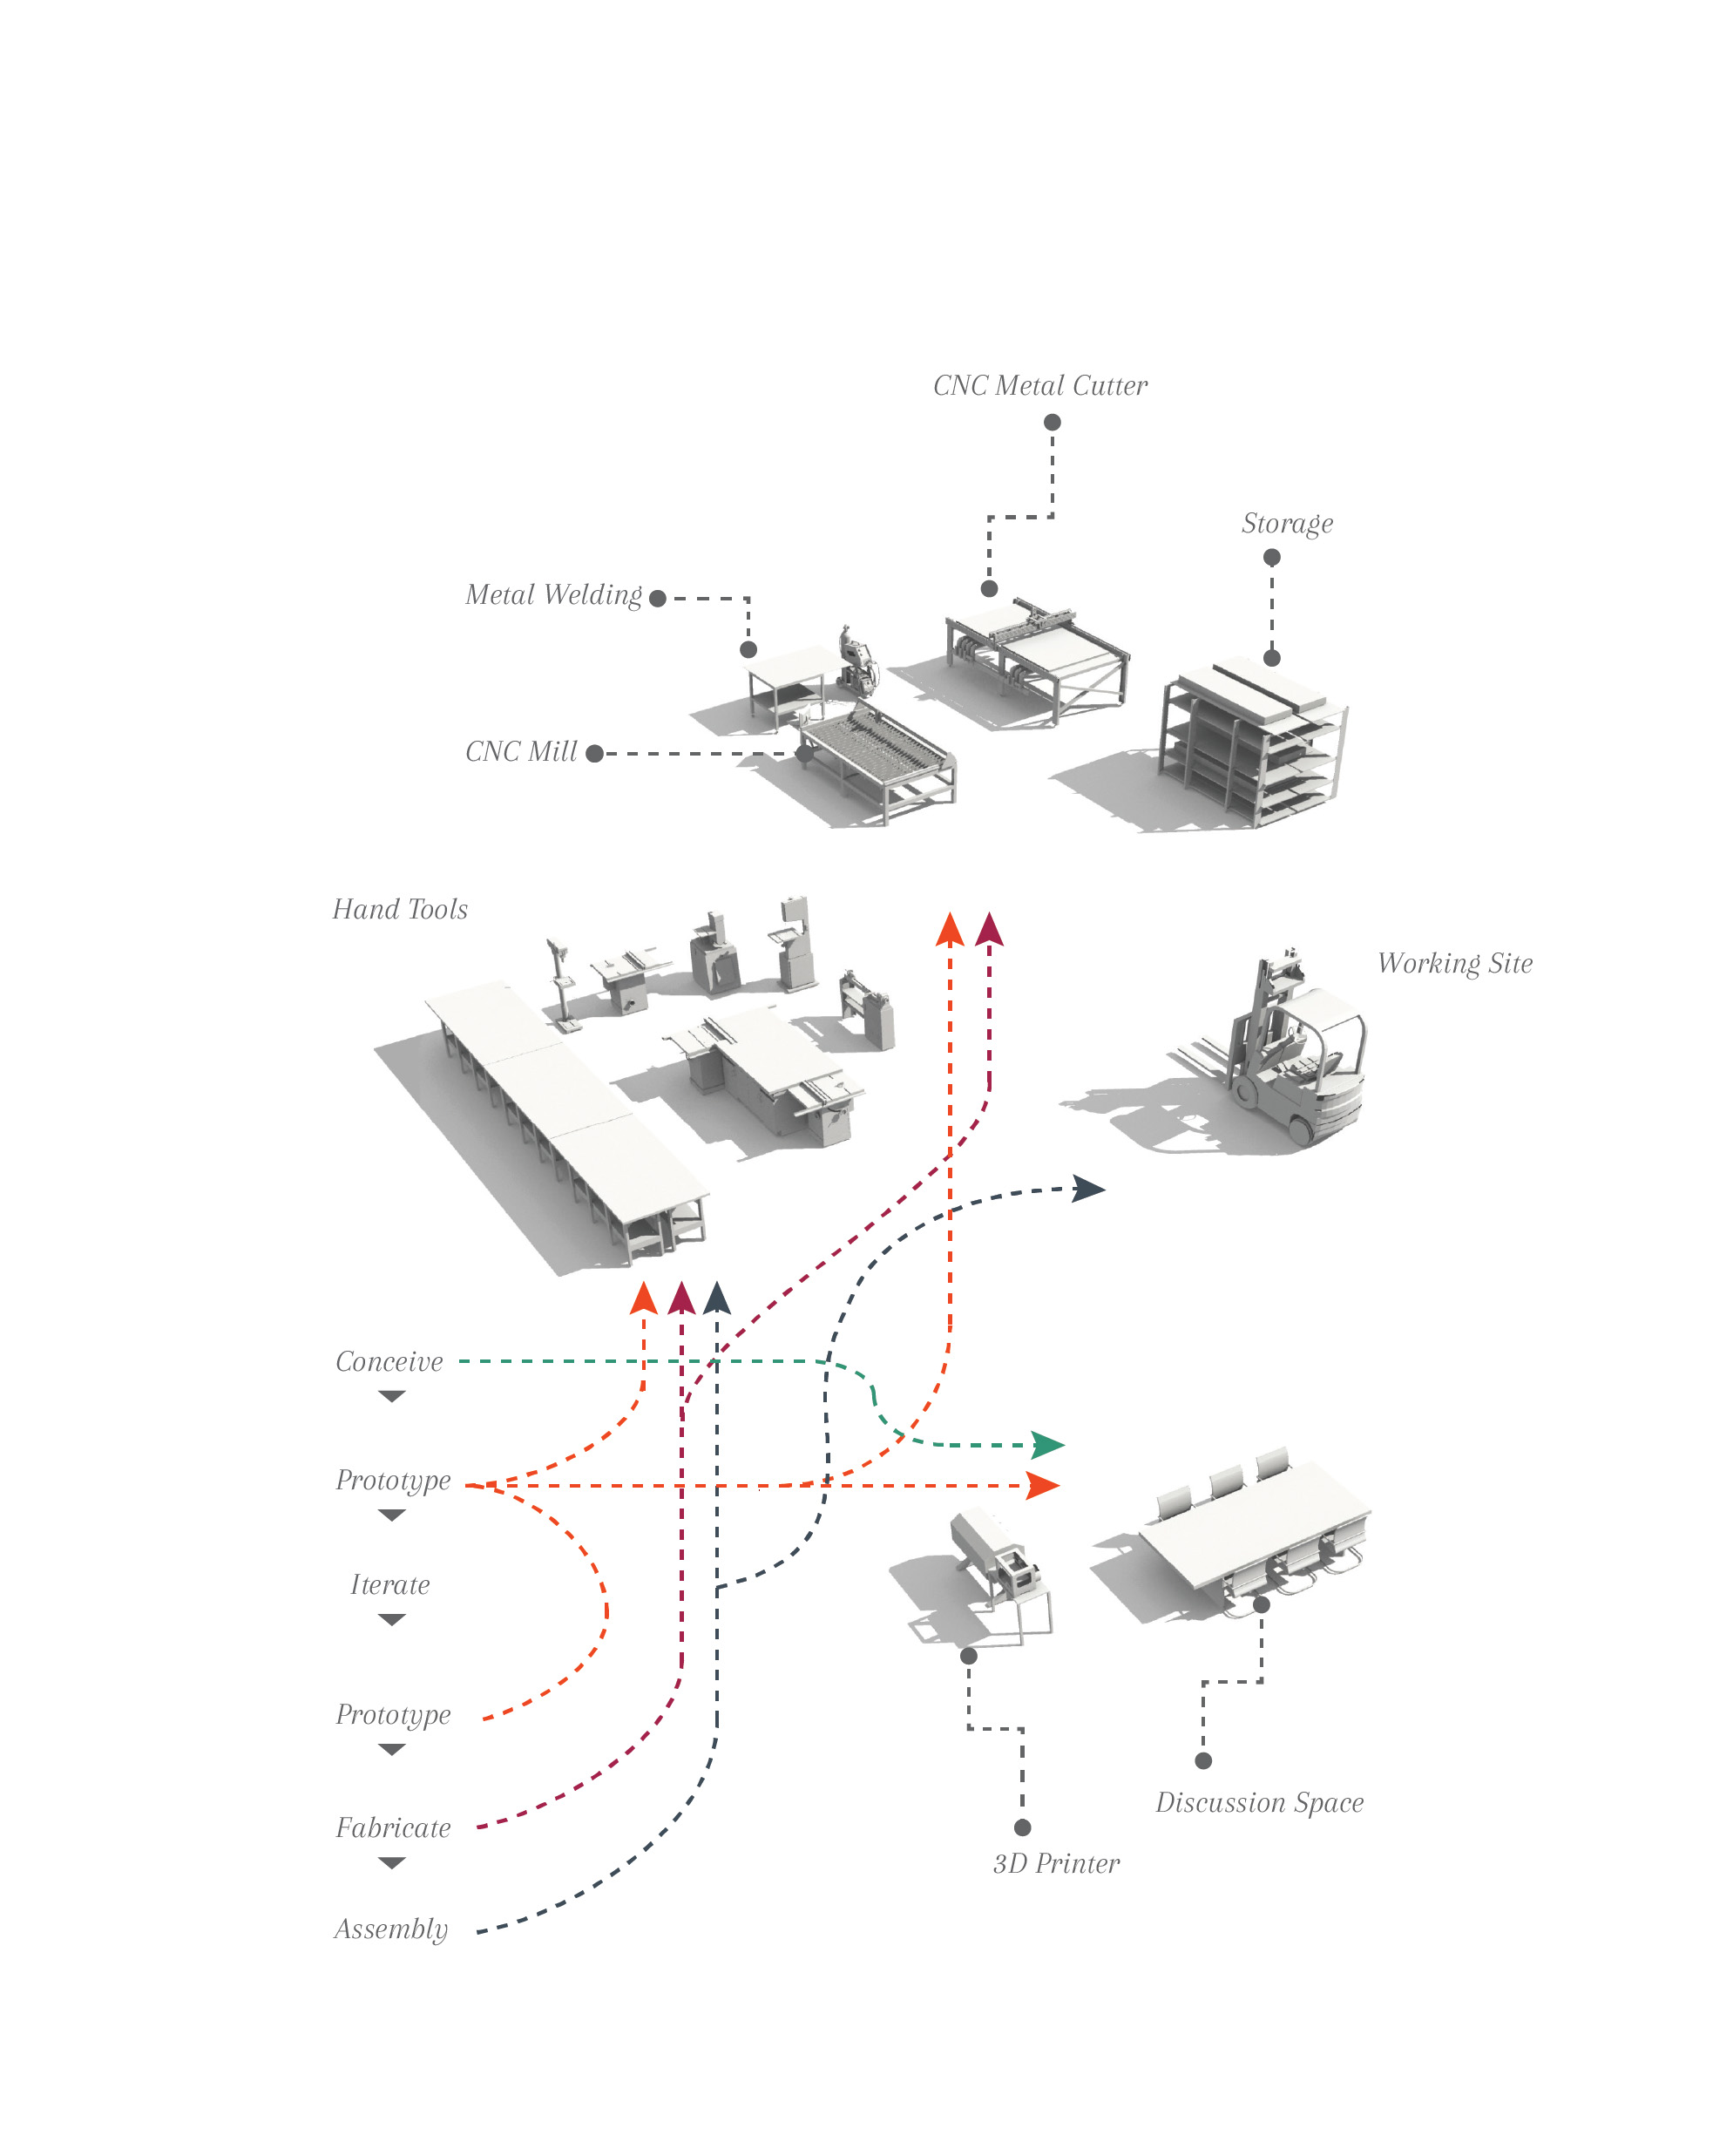 CNC Metal Cutter
Storage
Metal Welding
CNC Mill
Hand Tools
Working Site
Conceive
Prototype
Iterate
Prototype
Fabricate
Assembly
Discussion Space
3D Printer